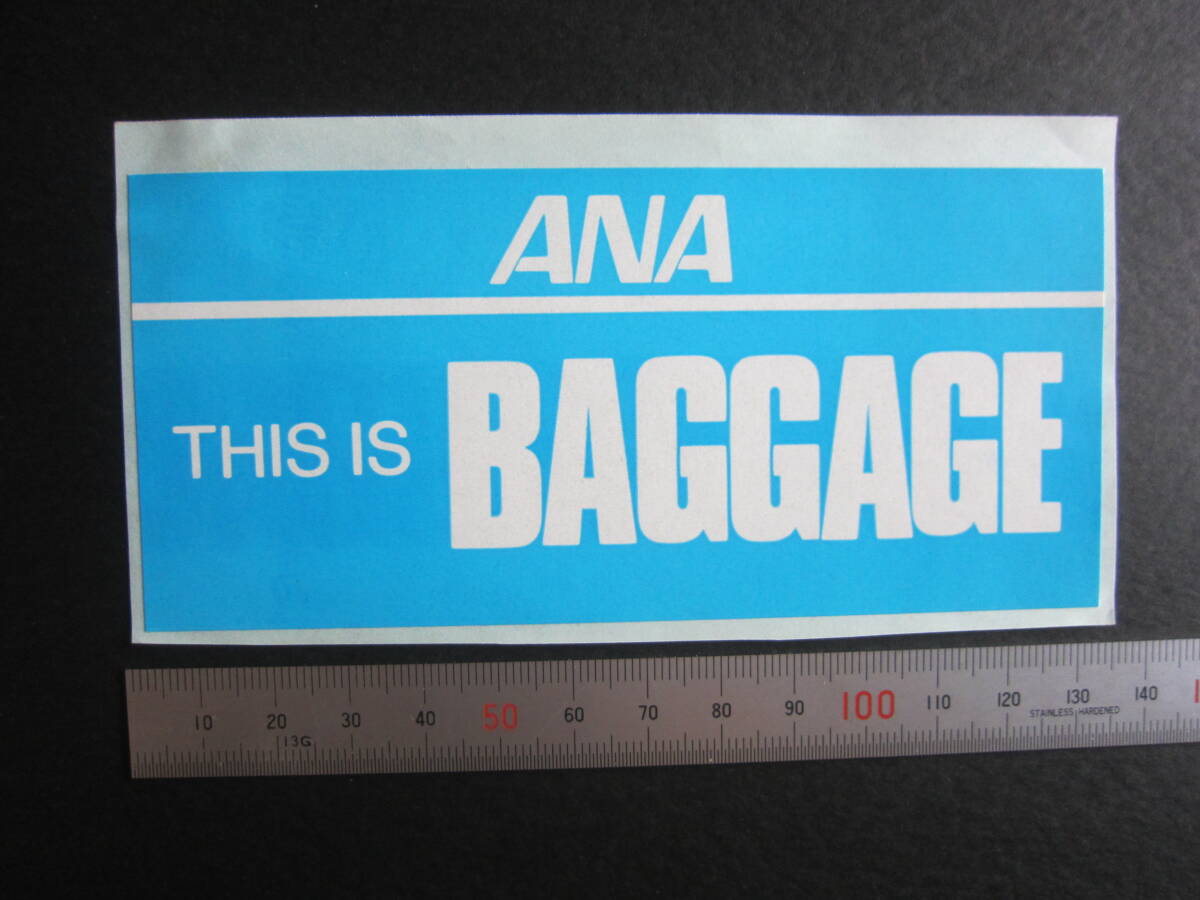 ANA
THIS IS BAGGAGE
10 20 30 40 50 60 70 80 90 100 110 120 130 140
13G
STAINLESS HARDENED